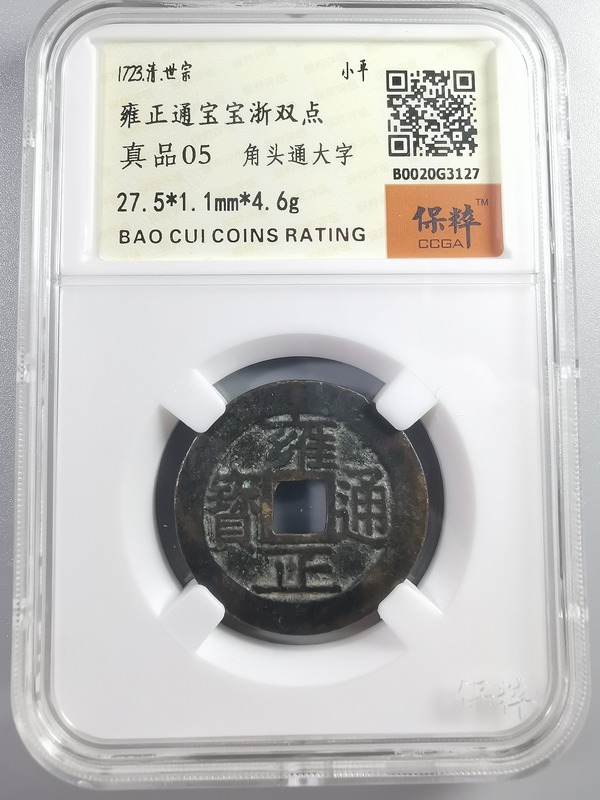 1723.清.世宗 小平
雍正通宝宝浙双点
真品05 角头通大字
B0020G3127
27.5*1.1mm*4.6g
BAO CUI COINS RATING
保粹 TM
CCGA
雍
寶 通
正
保粹